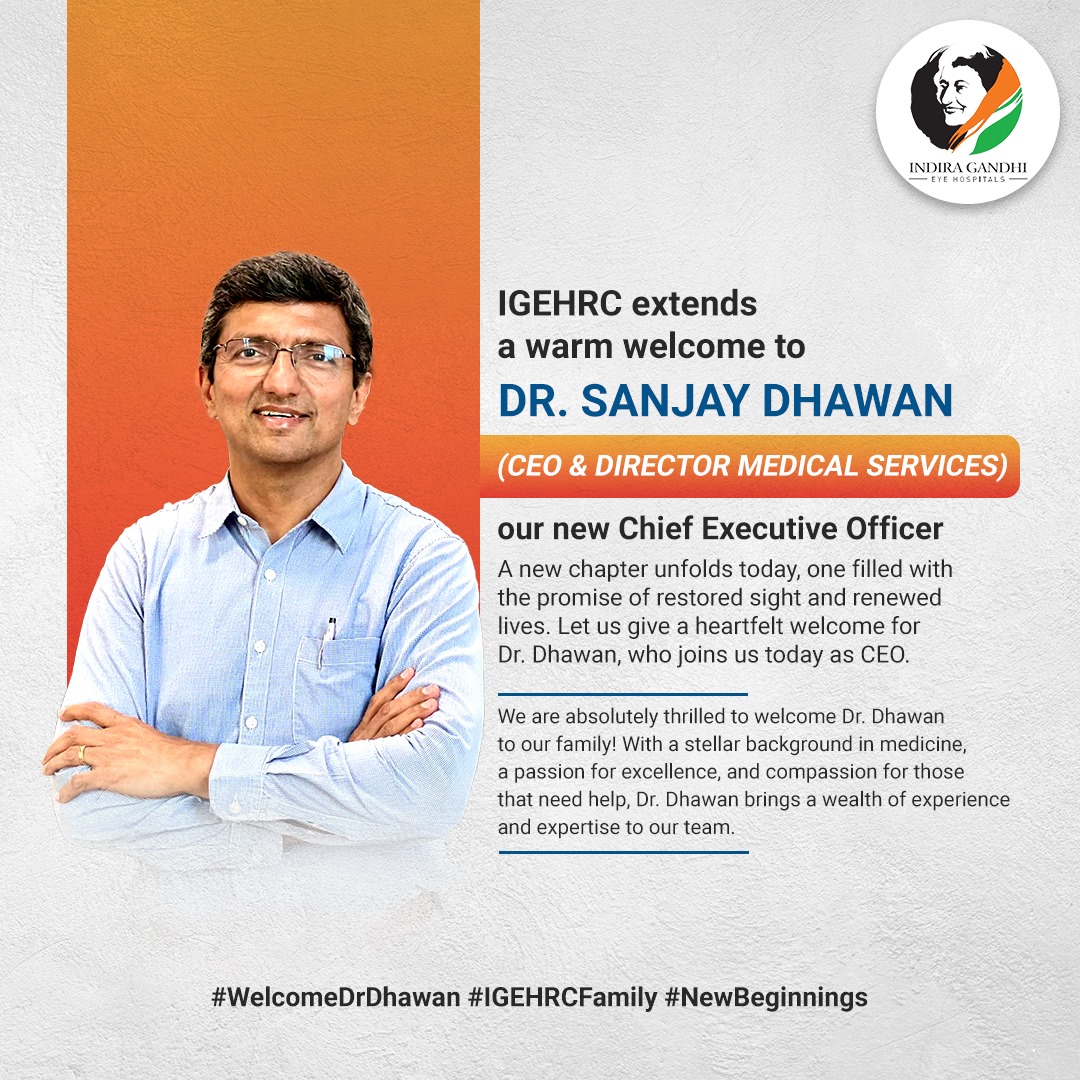 INDIRA GANDHI
EYE HOSPITALS
IGEHRC extends
a warm welcome to
DR. SANJAY DHAWAN
(CEO & DIRECTOR MEDICAL SERVICES)
our new Chief Executive Officer
A new chapter unfolds today, one filled with
the promise of restored sight and renewed
lives. Let us give a heartfelt welcome for
Dr. Dhawan, who joins us today as CEO.
We are absolutely thrilled to welcome Dr. Dhawan
to our family! With a stellar background in medicine,
a passion for excellence, and compassion for those
that need help, Dr. Dhawan brings a wealth of experience
and expertise to our team.
#WelcomeDrDhawan #IGEHRCFamily #NewBeginnings